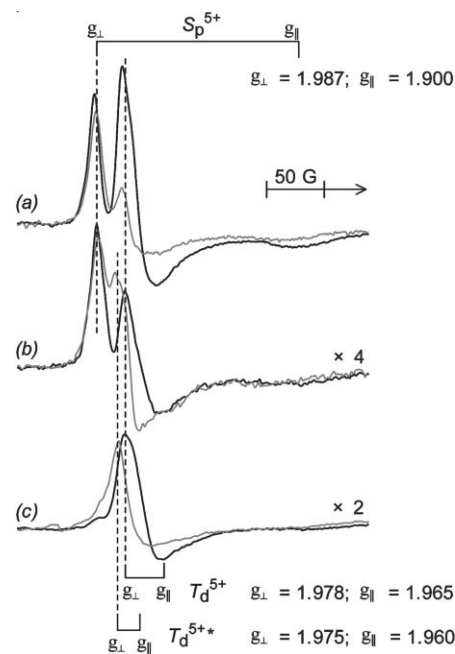 g⊥ Sp5+ g∥
g⊥ = 1.987; g∥ = 1.900
50 G
(a)
(b)
× 4
(c)
× 2
g⊥ g∥ Td5+ g⊥ = 1.978; g∥ = 1.965
g⊥ g∥ Td5+* g⊥ = 1.975; g∥ = 1.960